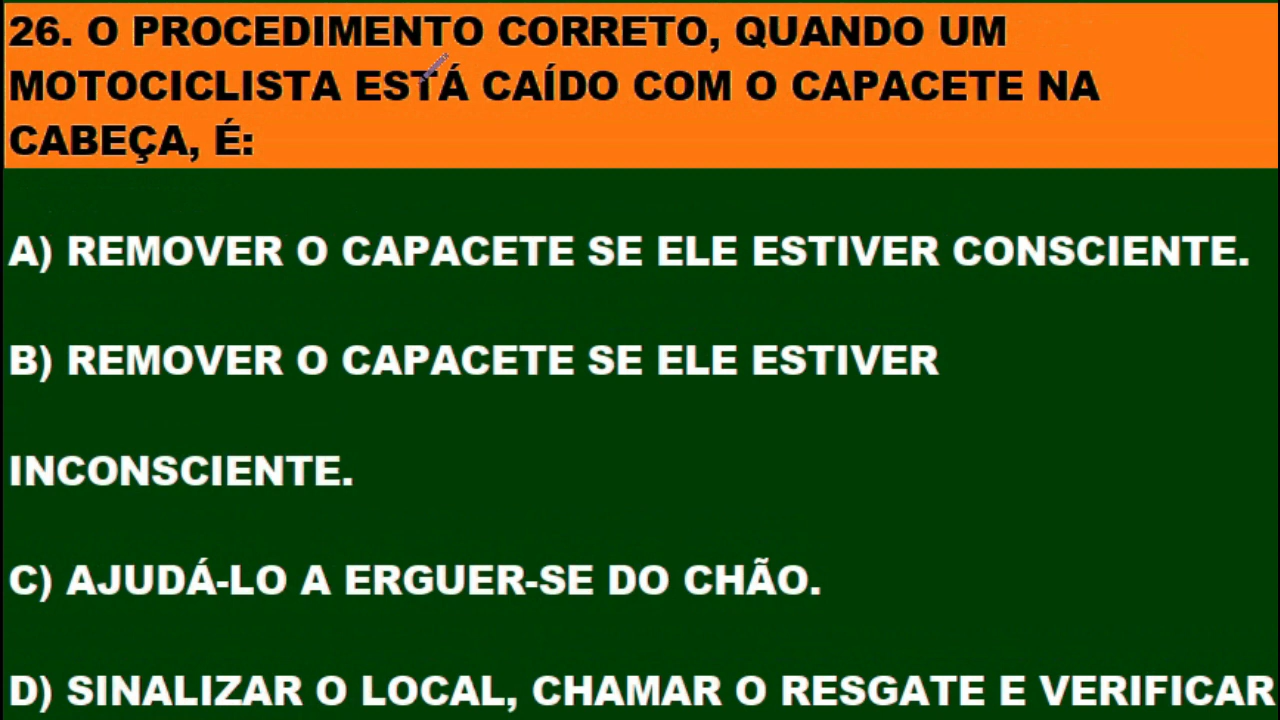 26. O PROCEDIMENTO CORRETO, QUANDO UM
MOTOCICLISTA ESTÁ CAÍDO COM O CAPACETE NA
CABEÇA, É:
A) REMOVER O CAPACETE SE ELE ESTIVER CONSCIENTE.
B) REMOVER O CAPACETE SE ELE ESTIVER
INCONSCIENTE.
C) AJUDÁ-LO A ERGUER-SE DO CHÃO.
D) SINALIZAR O LOCAL, CHAMAR O RESGATE E VERIFICAR